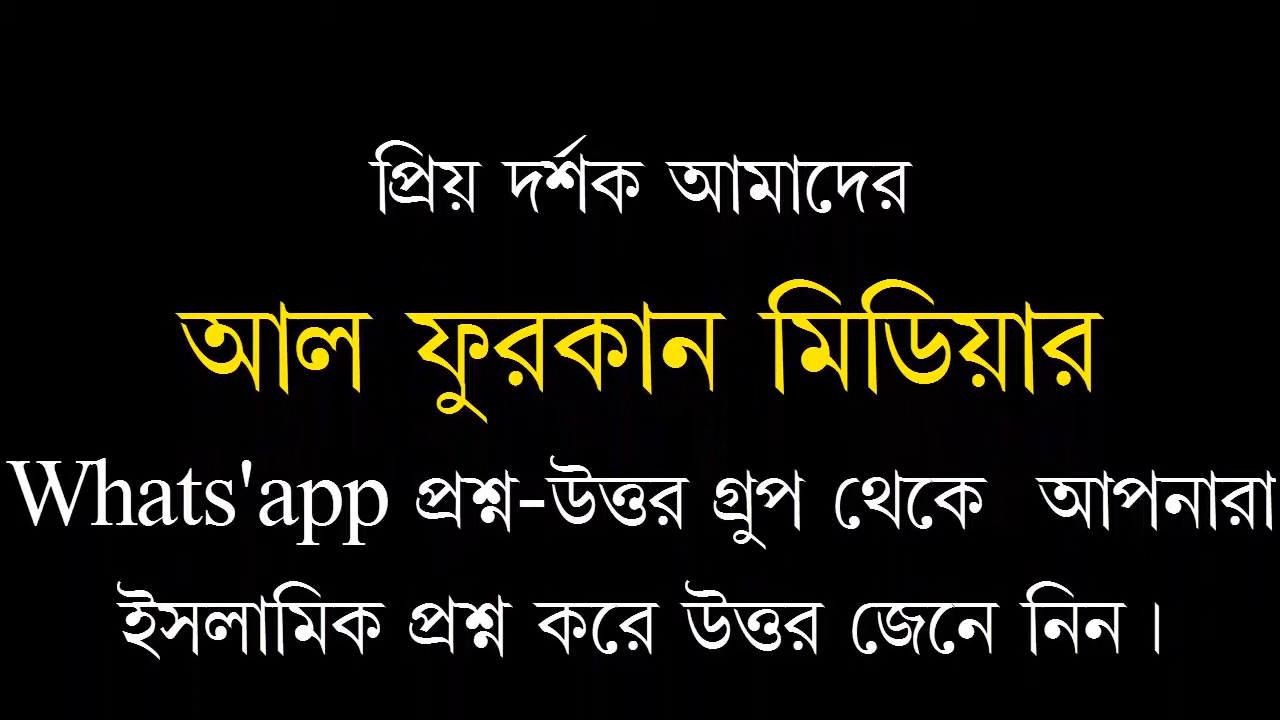 প্রিয় দর্শক আমাদের
আল ফুরকান মিডিয়ার
Whats'app প্রশ্ন-উত্তর গ্রুপ থেকে আপনারা
ইসলামিক প্রশ্ন করে উত্তর জেনে নিন।